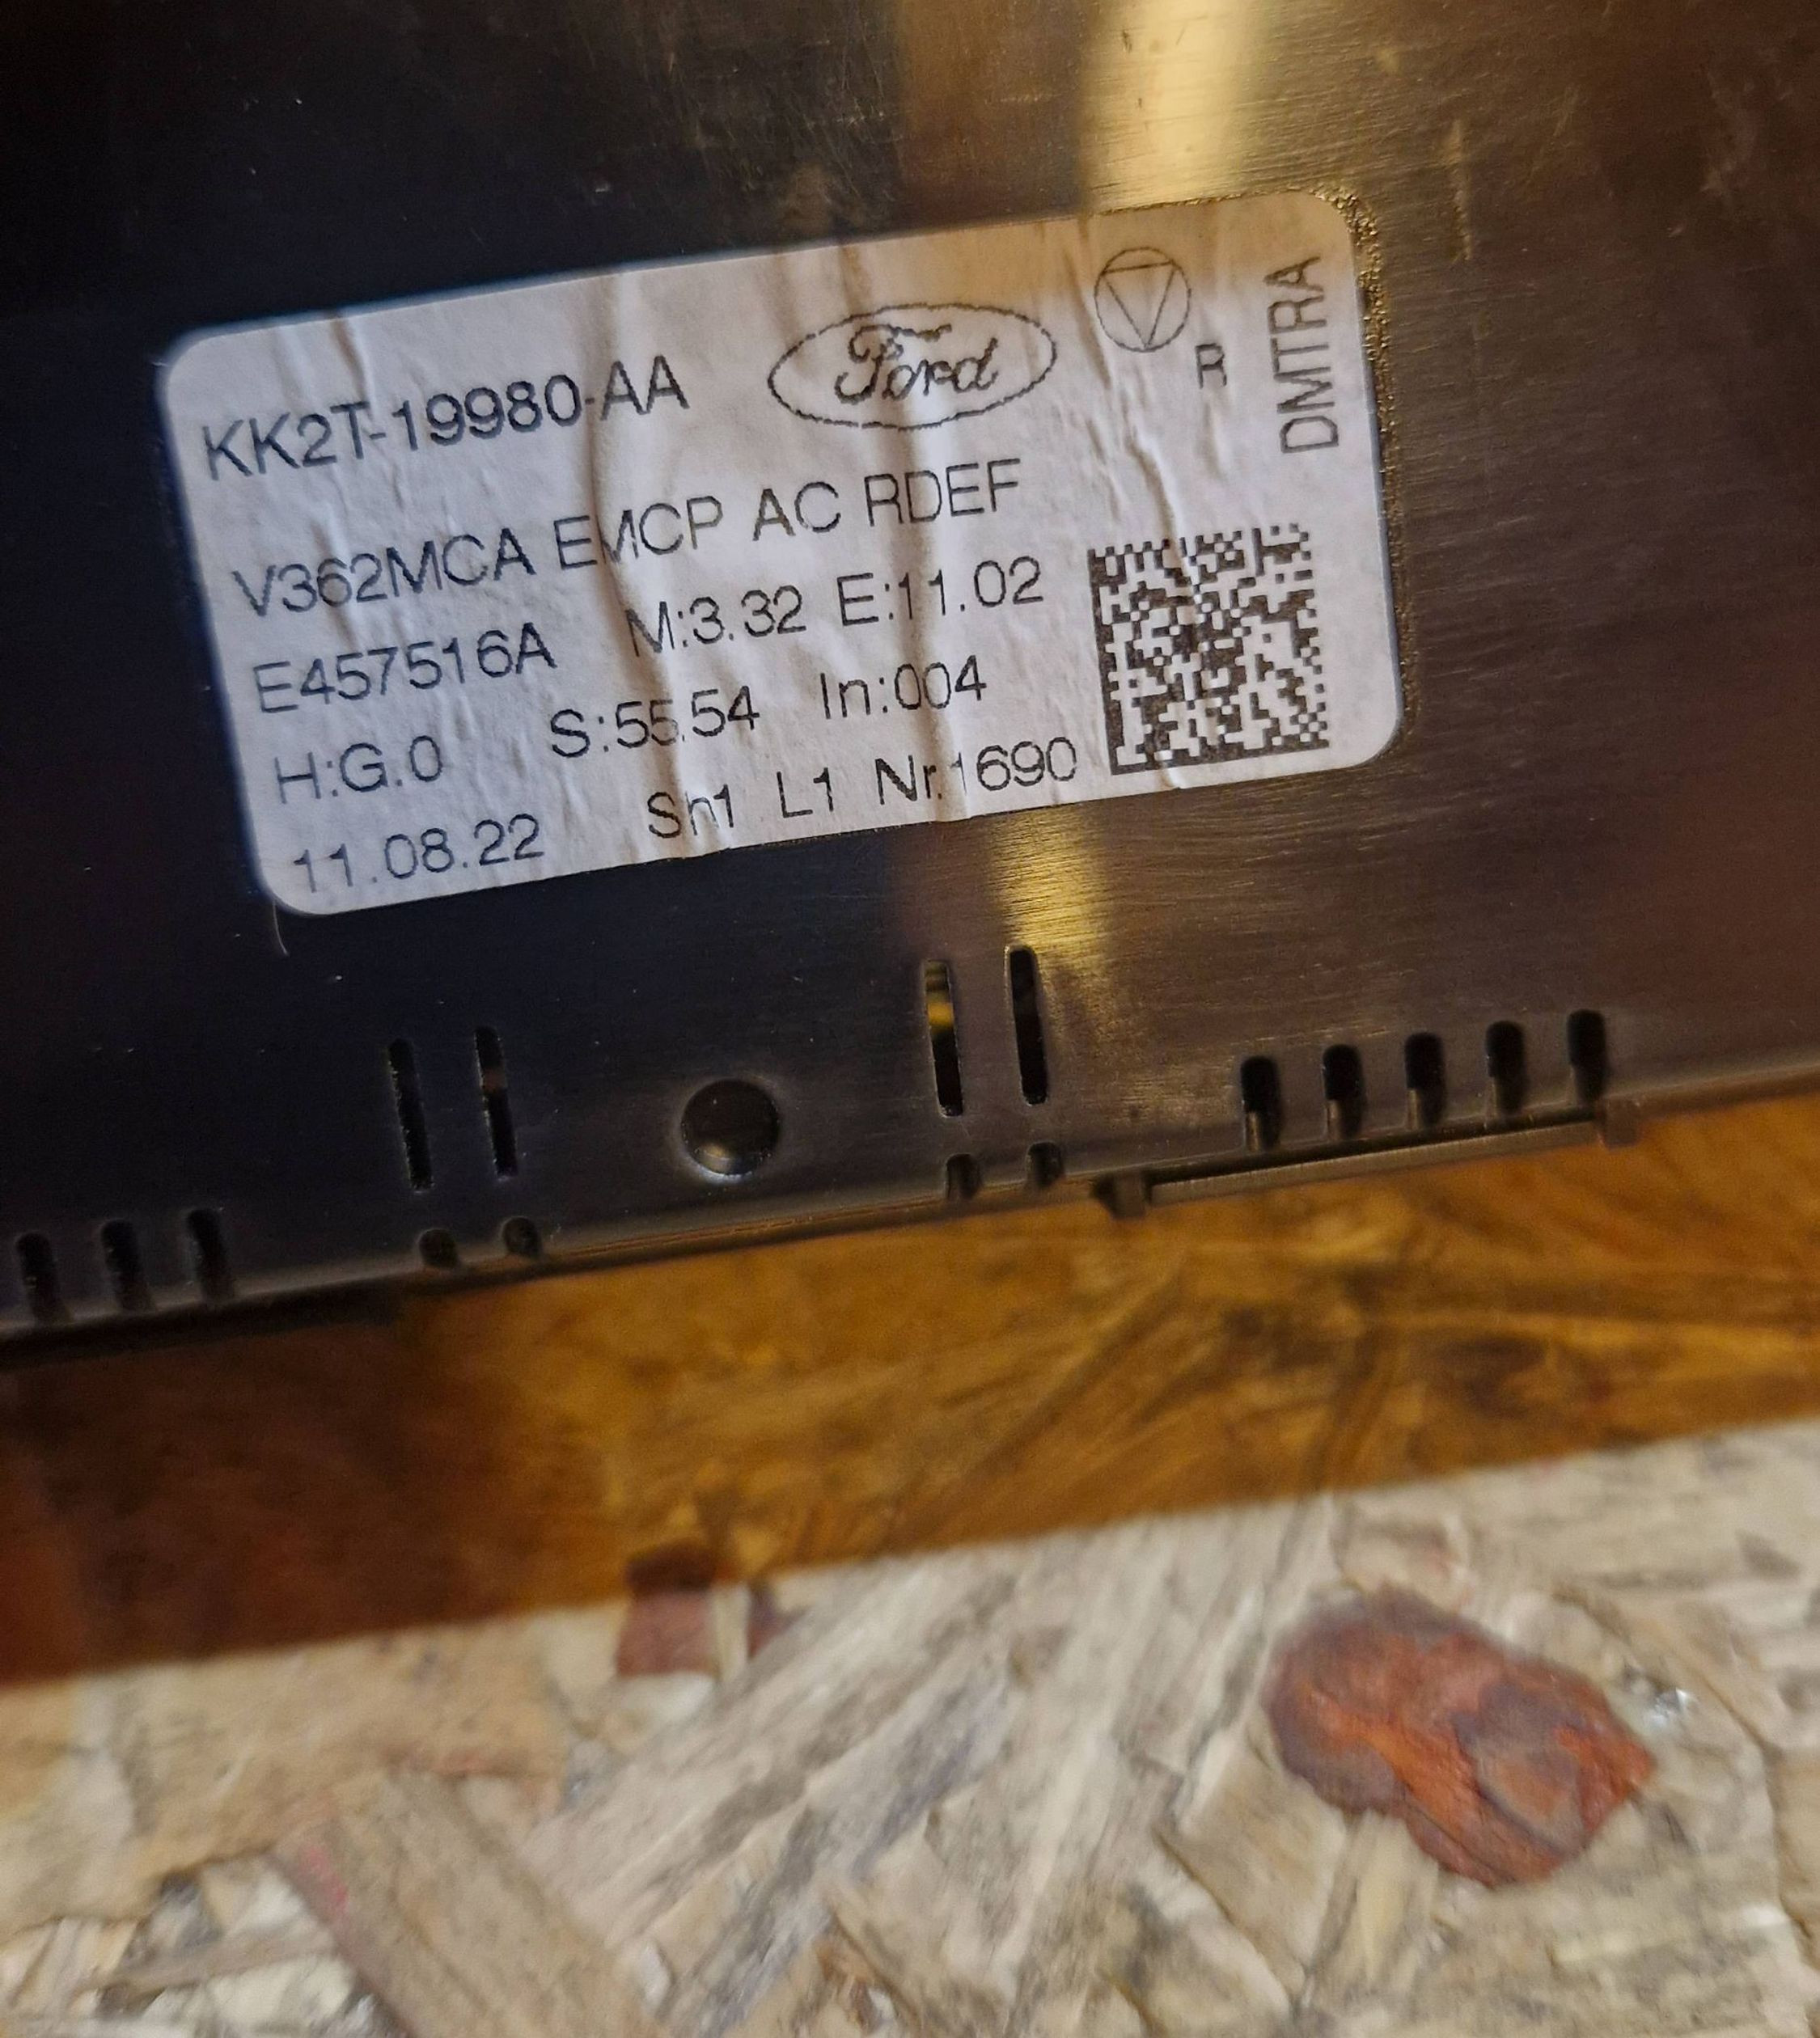 KK2T-19980-AA
Ford
R
DMTRA
V362MCA EMCP AC RDEF
E457516A M:3.32 E:11.02
H:G.0 S:55.54 In:004
11.08.22 Sh1 L1 Nr.1690